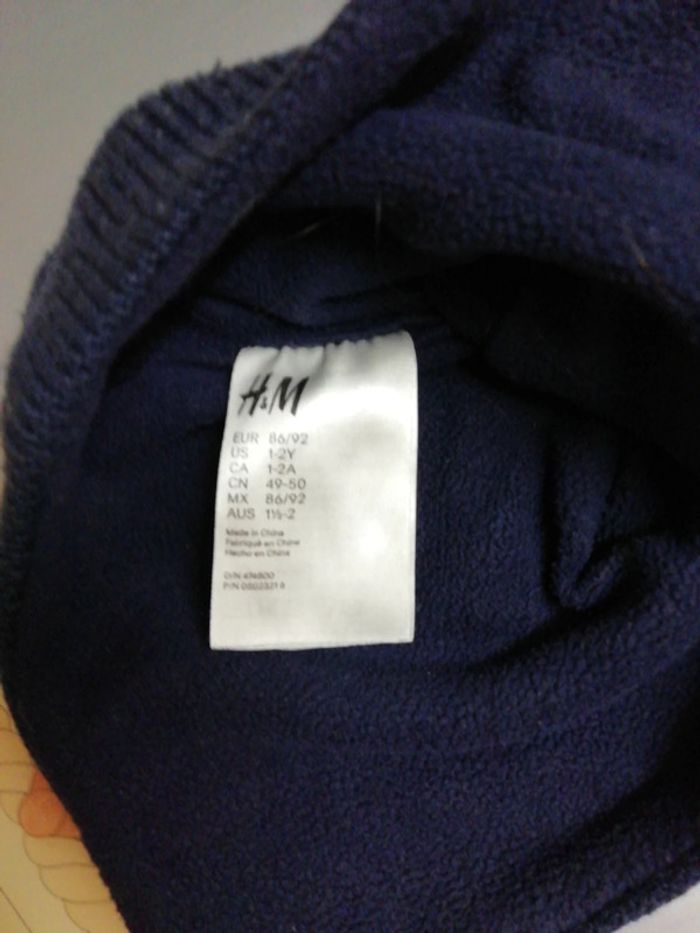 H&M
EUR 86/92
US 1-2Y
CA 1-2A
CN 49-50
MX 86/92
AUS 1½-2
Made in China
Fabriqué en Chine
Hecho en China
O/N
P/N